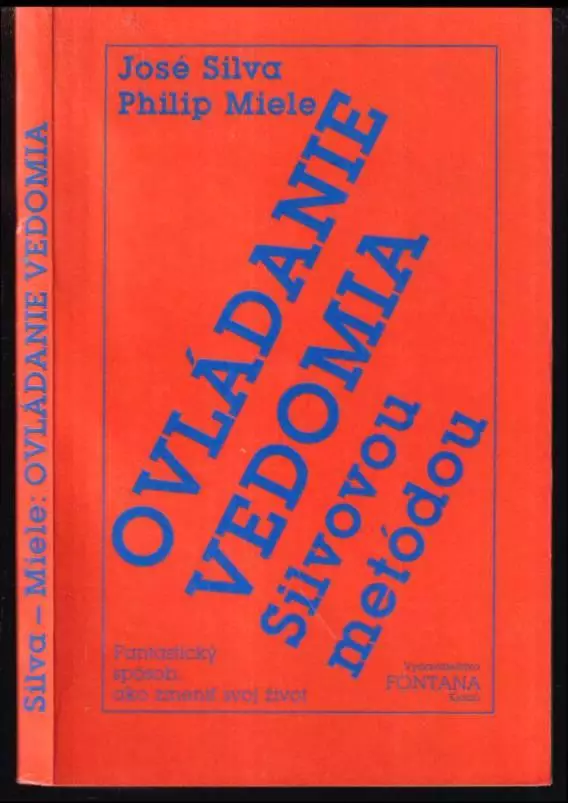 Silva – Miele: OVLÁDANIE VEDOMIA
José Silva
Philip Miele
OVLÁDANIE
VEDOMIA
Silvovou
metódou
Fantastický
spôsob,
ako zmeniť svoj život
Vydavateľstvo
FONTANA